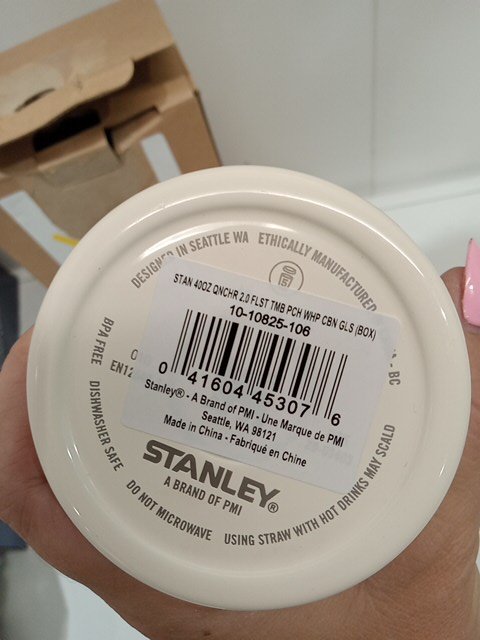 DESIGNED IN SEATTLE WA ETHICALLY MANUFACTURED
STAN 40OZ QNCHR 2.0 FLST TMB PCH WHP CBN GLS (BOX)
10-10825-106
0 41604 45307 6
Stanley® - A Brand of PMI - Une Marque de PMI
Seattle, WA 98121
Made in China - Fabriqué en Chine
BPA FREE
DISHWASHER SAFE
DO NOT MICROWAVE
USING STRAW WITH HOT DRINKS MAY SCALD
BC
STANLEY®
A BRAND OF PMI